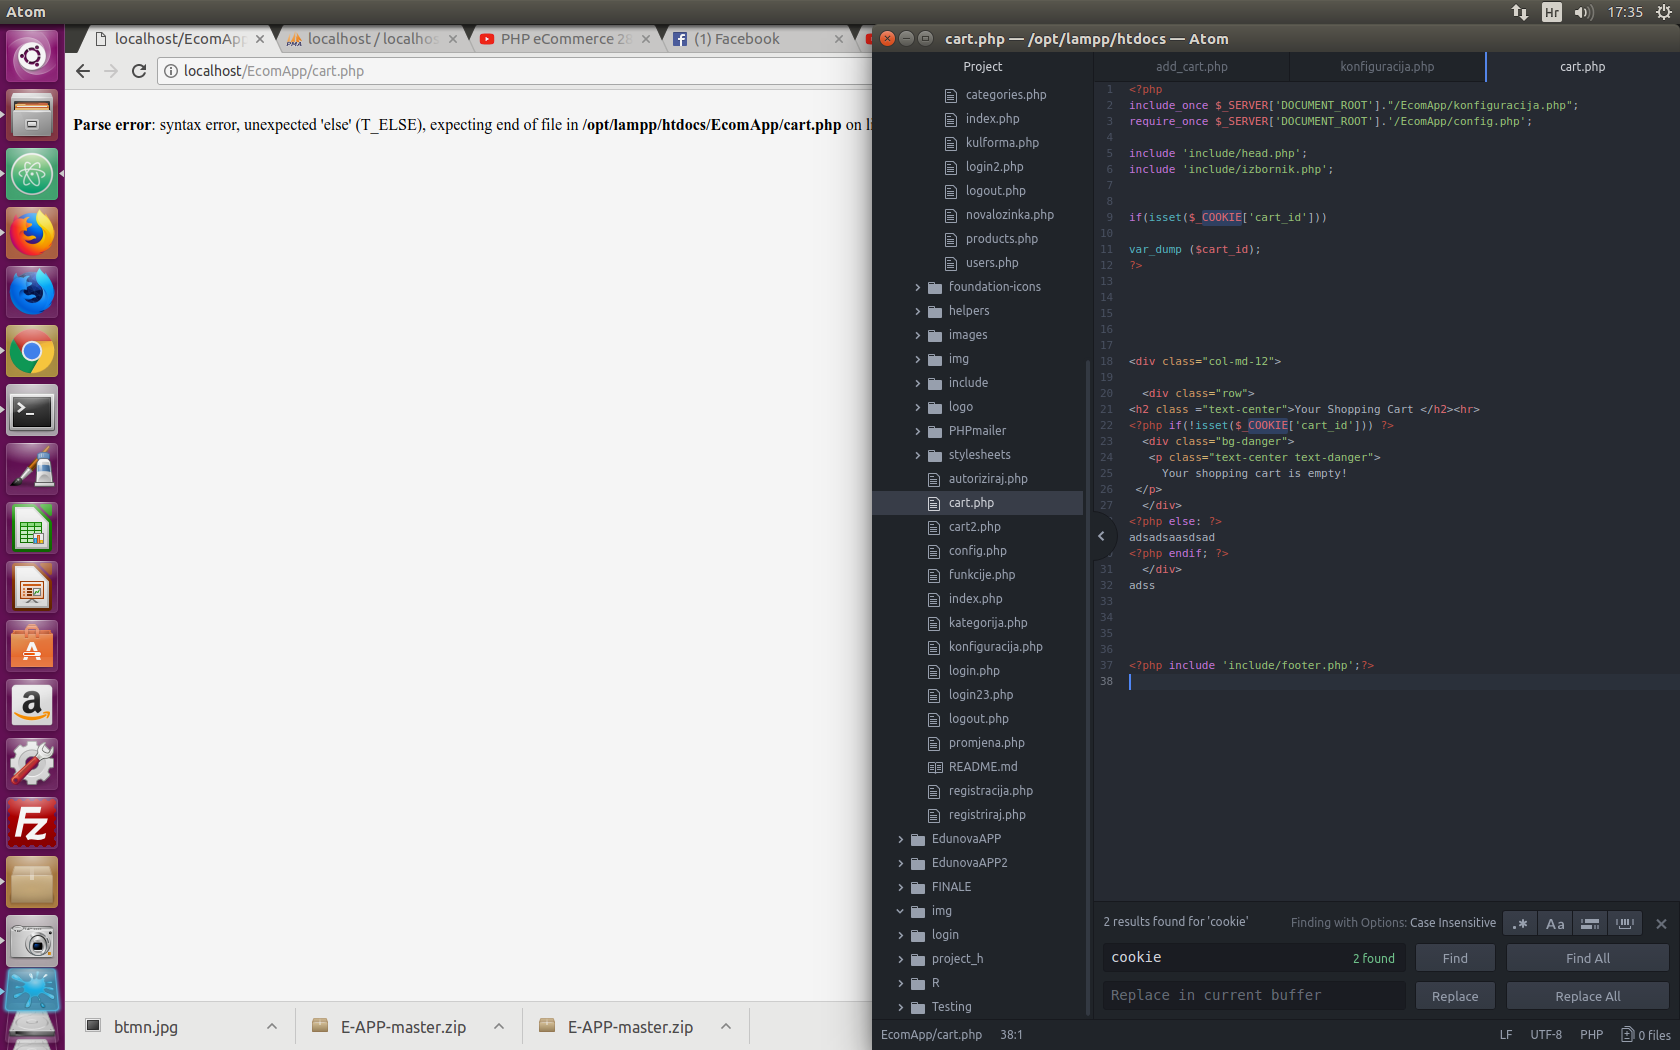 Atom
Hr
17:35
localhost/EcomApp
localhost / localhos
PHP eCommerce 28
(1) Facebook
localhost/EcomApp/cart.php
Parse error: syntax error, unexpected 'else' (T_ELSE), expecting end of file in /opt/lampp/htdocs/EcomApp/cart.php on li
btmn.jpg
E-APP-master.zip
E-APP-master.zip
cart.php — /opt/lampp/htdocs — Atom
Project
categories.php
index.php
kulforma.php
login2.php
logout.php
novalozinka.php
products.php
users.php
foundation-icons
helpers
images
img
include
logo
PHPmailer
stylesheets
autoriziraj.php
cart.php
cart2.php
config.php
funkcije.php
index.php
kategorija.php
konfiguracija.php
login.php
login23.php
logout.php
promjena.php
README.md
registracija.php
registriraj.php
EdunovaAPP
EdunovaAPP2
FINALE
img
login
project_h
R
Testing
add_cart.php
konfiguracija.php
cart.php
1 <?php
2 include_once $_SERVER['DOCUMENT_ROOT']."/EcomApp/konfiguracija.php";
3 require_once $_SERVER['DOCUMENT_ROOT'].'/EcomApp/config.php';
4
5 include 'include/head.php';
6 include 'include/izbornik.php';
7
8
9 if(isset($_COOKIE['cart_id']))
10
11 var_dump ($cart_id);
12 ?>
13
14
15
16
17
18 <div class="col-md-12">
19
20 <div class="row">
21 <h2 class ="text-center">Your Shopping Cart </h2><hr>
22 <?php if(!isset($_COOKIE['cart_id'])) ?>
23 <div class="bg-danger">
24 <p class="text-center text-danger">
25 Your shopping cart is empty!
26 </p>
27 </div>
<?php else: ?>
adsadsaasdsad
<?php endif; ?>
31 </div>
32 adss
33
34
35
36
37 <?php include 'include/footer.php';?>
38
2 results found for 'cookie'
Finding with Options: Case Insensitive
.*
Aa
cookie
2 found
Find
Find All
Replace in current buffer
Replace
Replace All
EcomApp/cart.php
38:1
LF
UTF-8
PHP
0 files